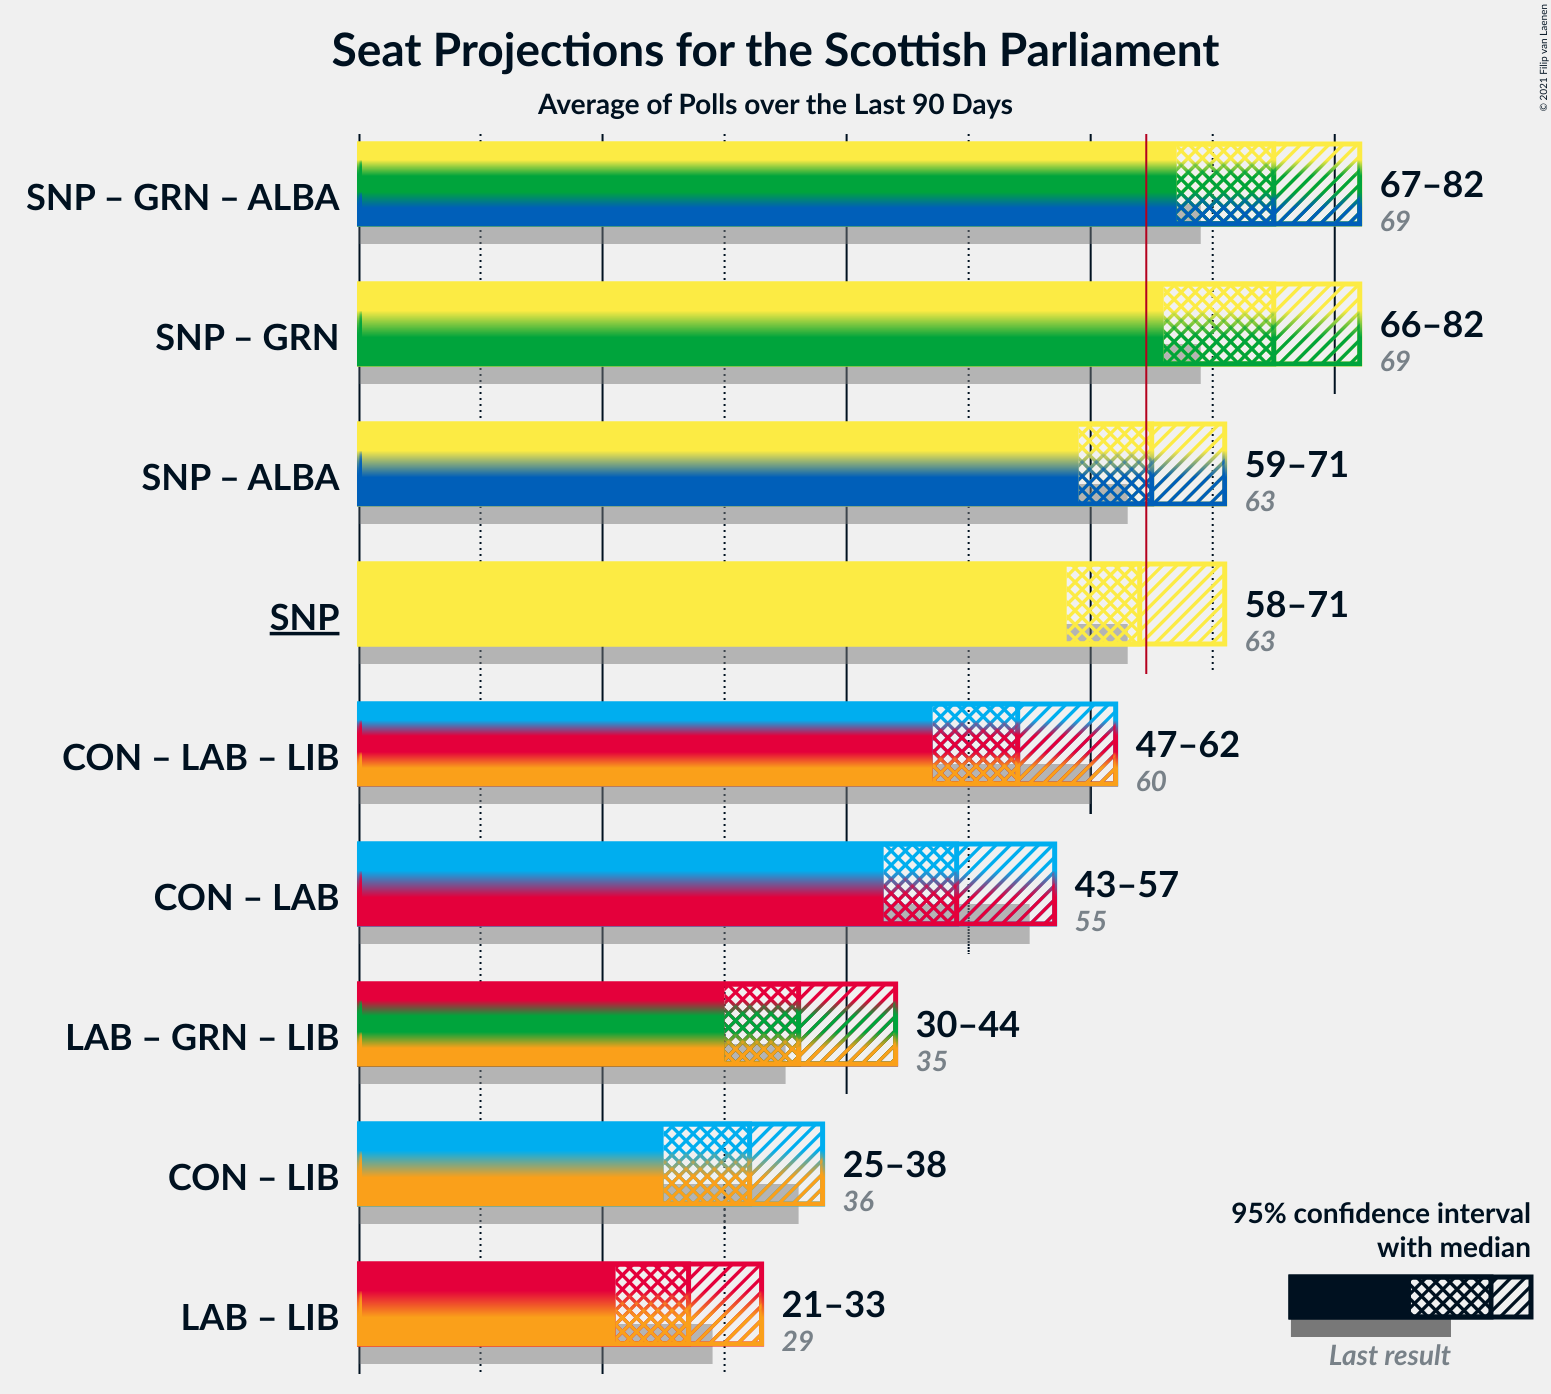 Seat Projections for the Scottish Parliament
Average of Polls over the Last 90 Days
© 2021 Filip van Laenen
SNP – GRN – ALBA
67–82
69
SNP – GRN
66–82
69
SNP – ALBA
59–71
63
SNP
58–71
63
CON – LAB – LIB
47–62
60
CON – LAB
43–57
55
LAB – GRN – LIB
30–44
35
CON – LIB
25–38
36
LAB – LIB
21–33
29
95% confidence interval
with median
Last result